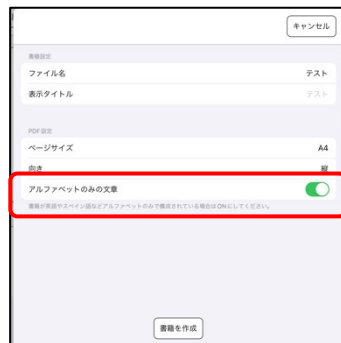 キャンセル
書籍設定
ファイル名 テスト
表示タイトル テスト
PDF設定
ページサイズ A4
向き 縦
アルファベットのみの文章
書籍が英語やスペイン語などアルファベットのみで構成されている場合はONにしてください。
書籍を作成